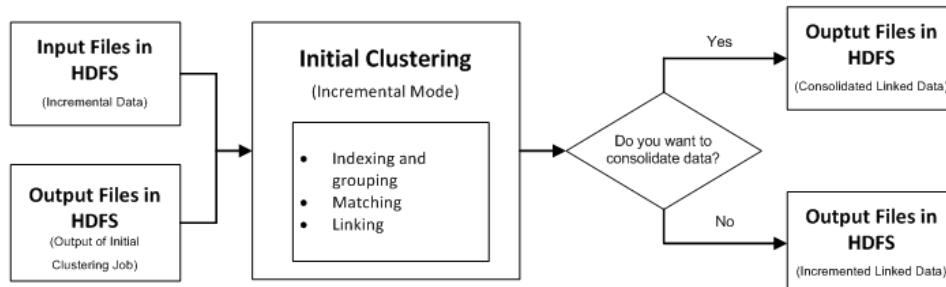 Input Files in
HDFS
(Incremental Data)
Output Files in
HDFS
(Output of Initial
Clustering Job)
Initial Clustering
(Incremental Mode)
• Indexing and
grouping
• Matching
• Linking
Do you want to
consolidate data?
Yes
No
Ouptut Files in
HDFS
(Consolidated Linked Data)
Output Files in
HDFS
(Incremented Linked Data)